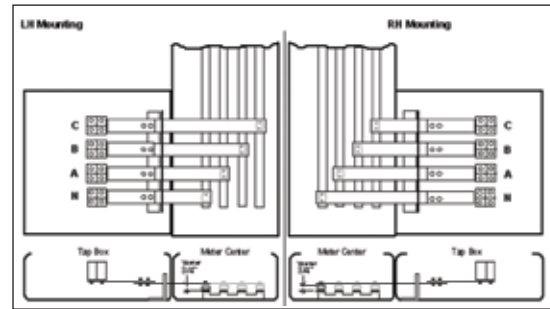 LH Mounting
RH Mounting
C
B
A
N
C
B
A
N
Tap Box
Meter Center
Meter Center
Tap Box